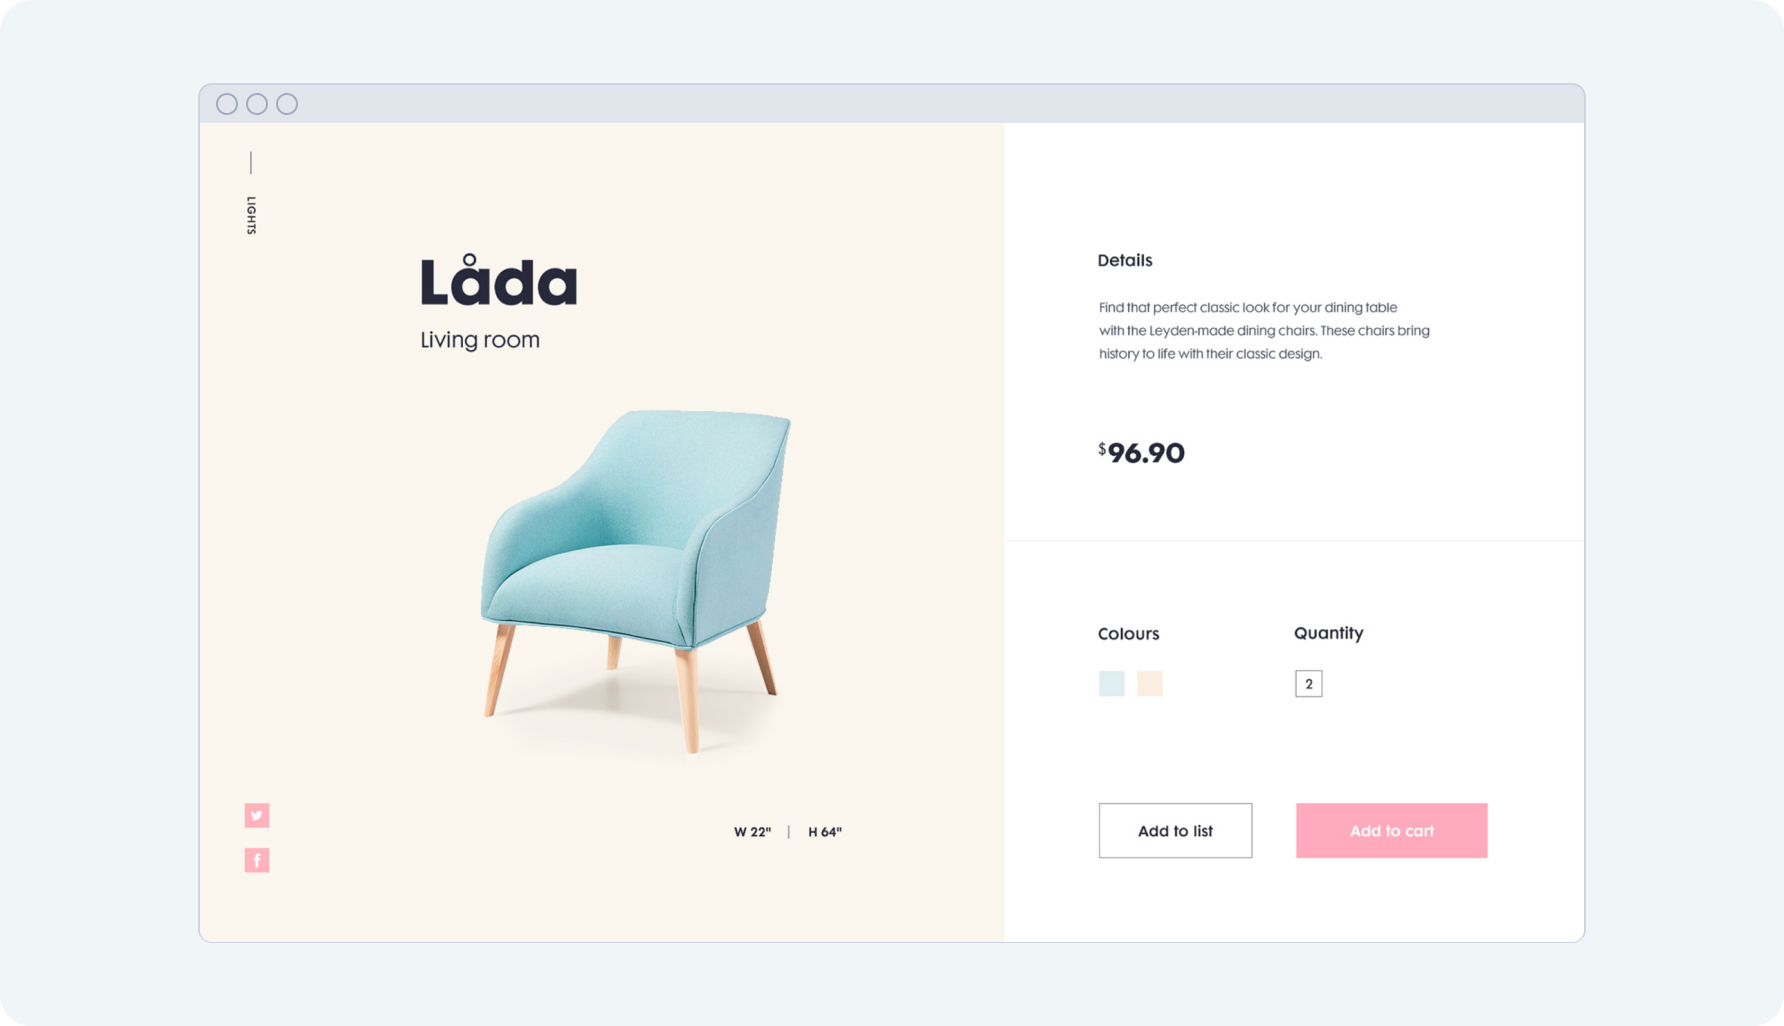 LIGHTS
Låda
Living room
W 22" | H 64"
Details
Find that perfect classic look for your dining table
with the Leyden-made dining chairs. These chairs bring
history to life with their classic design.
$96.90
Colours
Quantity
2
Add to list
Add to cart